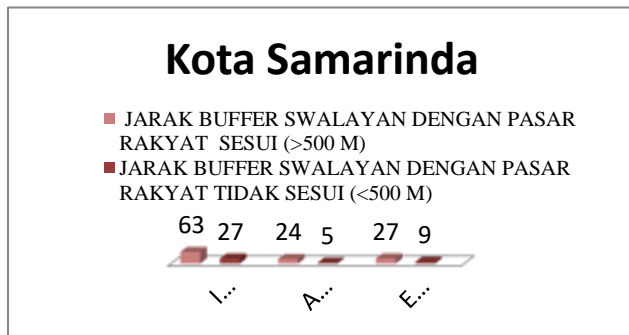 Kota Samarinda
JARAK BUFFER SWALAYAN DENGAN PASAR
RAKYAT SESUI (>500 M)
JARAK BUFFER SWALAYAN DENGAN PASAR
RAKYAT TIDAK SESUI (<500 M)
63 27 24 5 27 9
I... A... E...